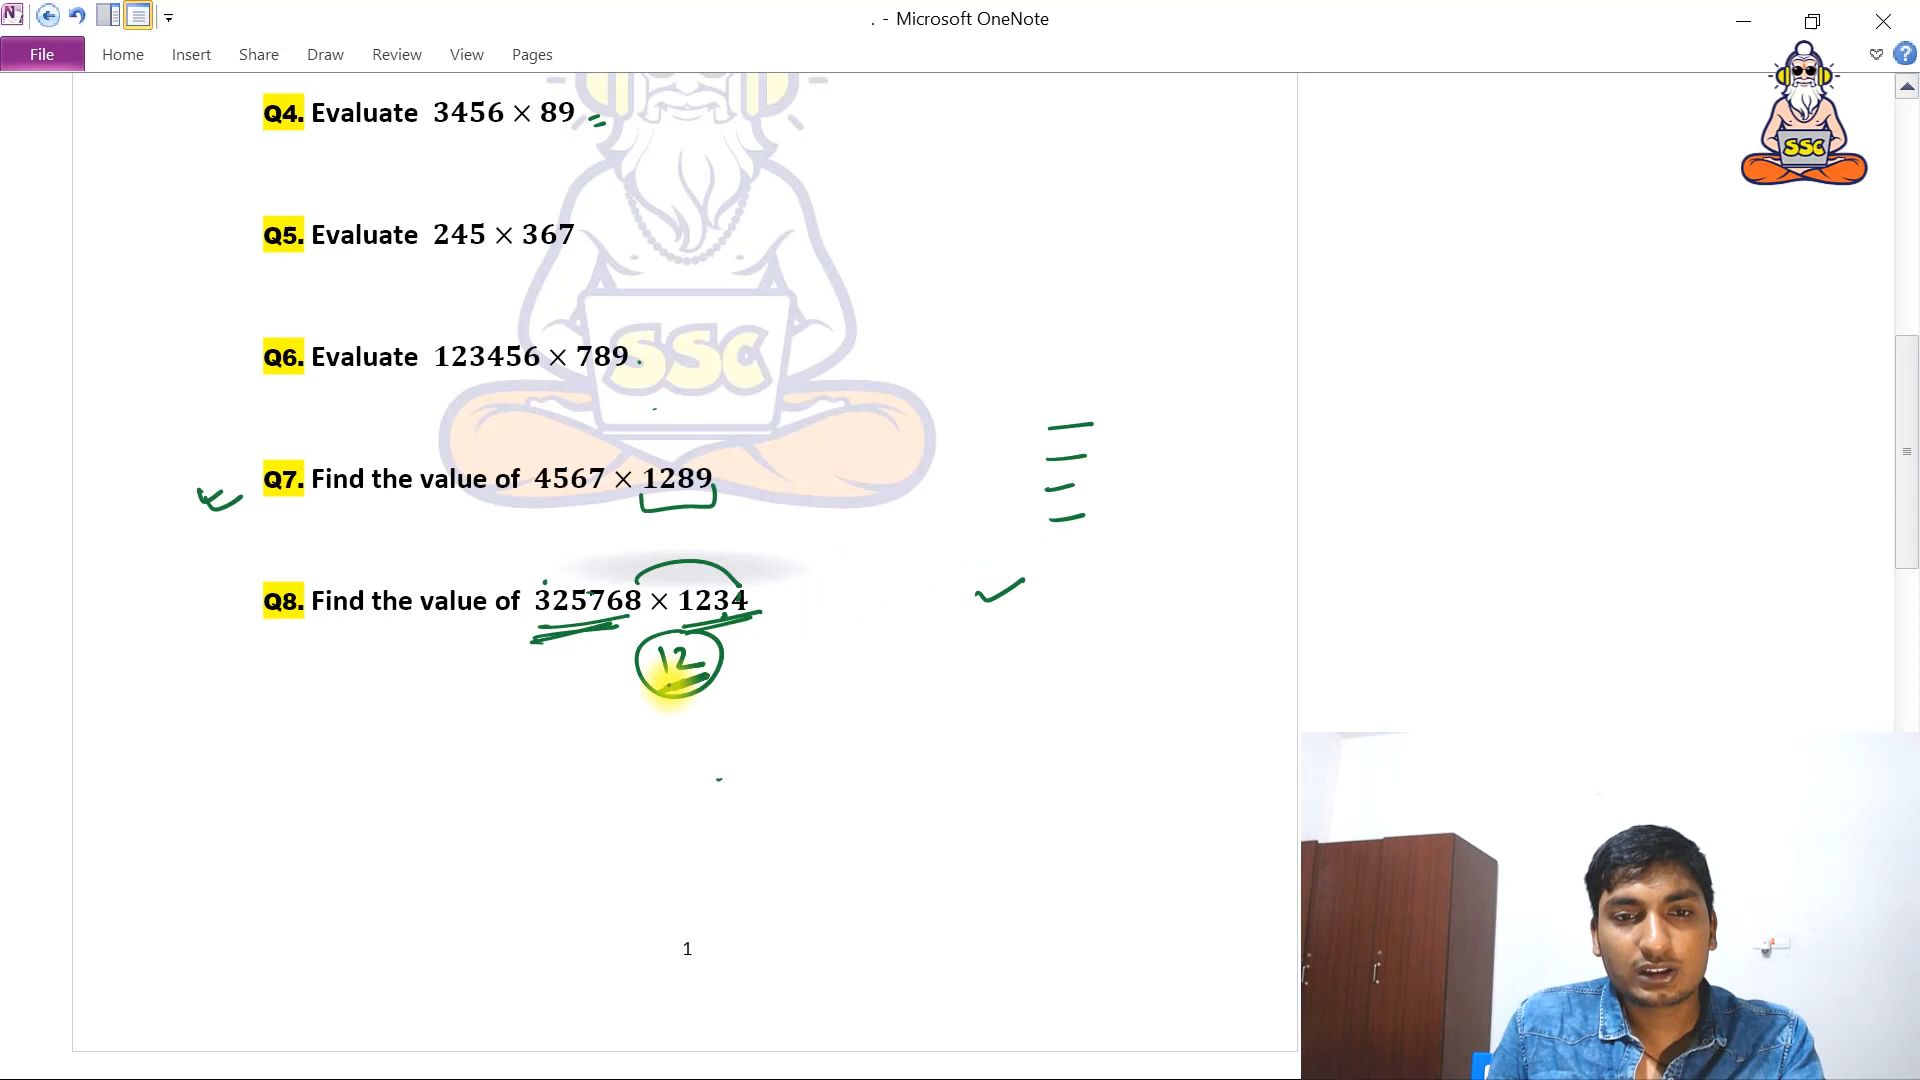 . - Microsoft OneNote
File Home Insert Share Draw Review View Pages
SSC
Q4. Evaluate 3456 × 89 =
Q5. Evaluate 245 × 367
SSC
Q6. Evaluate 123456 × 789
Q7. Find the value of 4567 × 1289
Q8. Find the value of 325768 × 1234
12
1